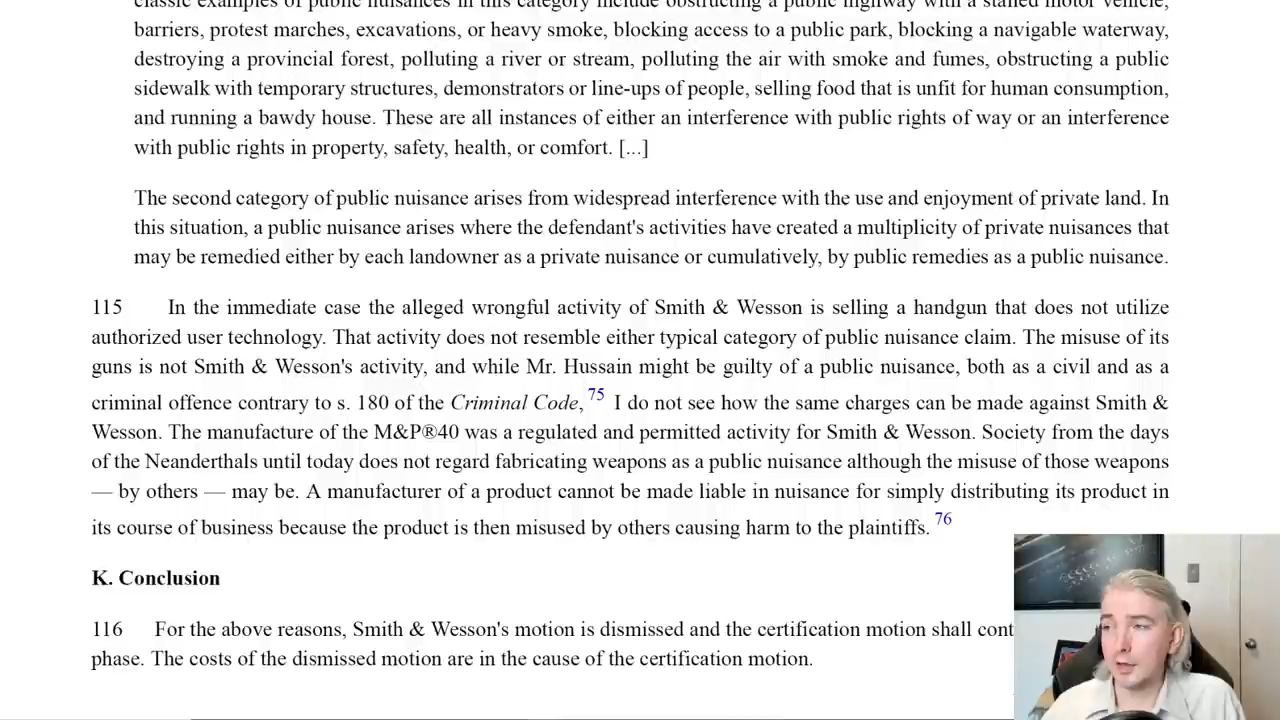 classic examples of public nuisances in this category include obstructing a public highway with a stalled motor vehicle,
barriers, protest marches, excavations, or heavy smoke, blocking access to a public park, blocking a navigable waterway,
destroying a provincial forest, polluting a river or stream, polluting the air with smoke and fumes, obstructing a public
sidewalk with temporary structures, demonstrators or line-ups of people, selling food that is unfit for human consumption,
and running a bawdy house. These are all instances of either an interference with public rights of way or an interference
with public rights in property, safety, health, or comfort. [...]
The second category of public nuisance arises from widespread interference with the use and enjoyment of private land. In
this situation, a public nuisance arises where the defendant's activities have created a multiplicity of private nuisances that
may be remedied either by each landowner as a private nuisance or cumulatively, by public remedies as a public nuisance.
115 In the immediate case the alleged wrongful activity of Smith & Wesson is selling a handgun that does not utilize
authorized user technology. That activity does not resemble either typical category of public nuisance claim. The misuse of its
guns is not Smith & Wesson's activity, and while Mr. Hussain might be guilty of a public nuisance, both as a civil and as a
criminal offence contrary to s. 180 of the Criminal Code, 75 I do not see how the same charges can be made against Smith &
Wesson. The manufacture of the M&P®40 was a regulated and permitted activity for Smith & Wesson. Society from the days
of the Neanderthals until today does not regard fabricating weapons as a public nuisance although the misuse of those weapons
— by others — may be. A manufacturer of a product cannot be made liable in nuisance for simply distributing its product in
its course of business because the product is then misused by others causing harm to the plaintiffs. 76
K. Conclusion
116 For the above reasons, Smith & Wesson's motion is dismissed and the certification motion shall cont
phase. The costs of the dismissed motion are in the cause of the certification motion.